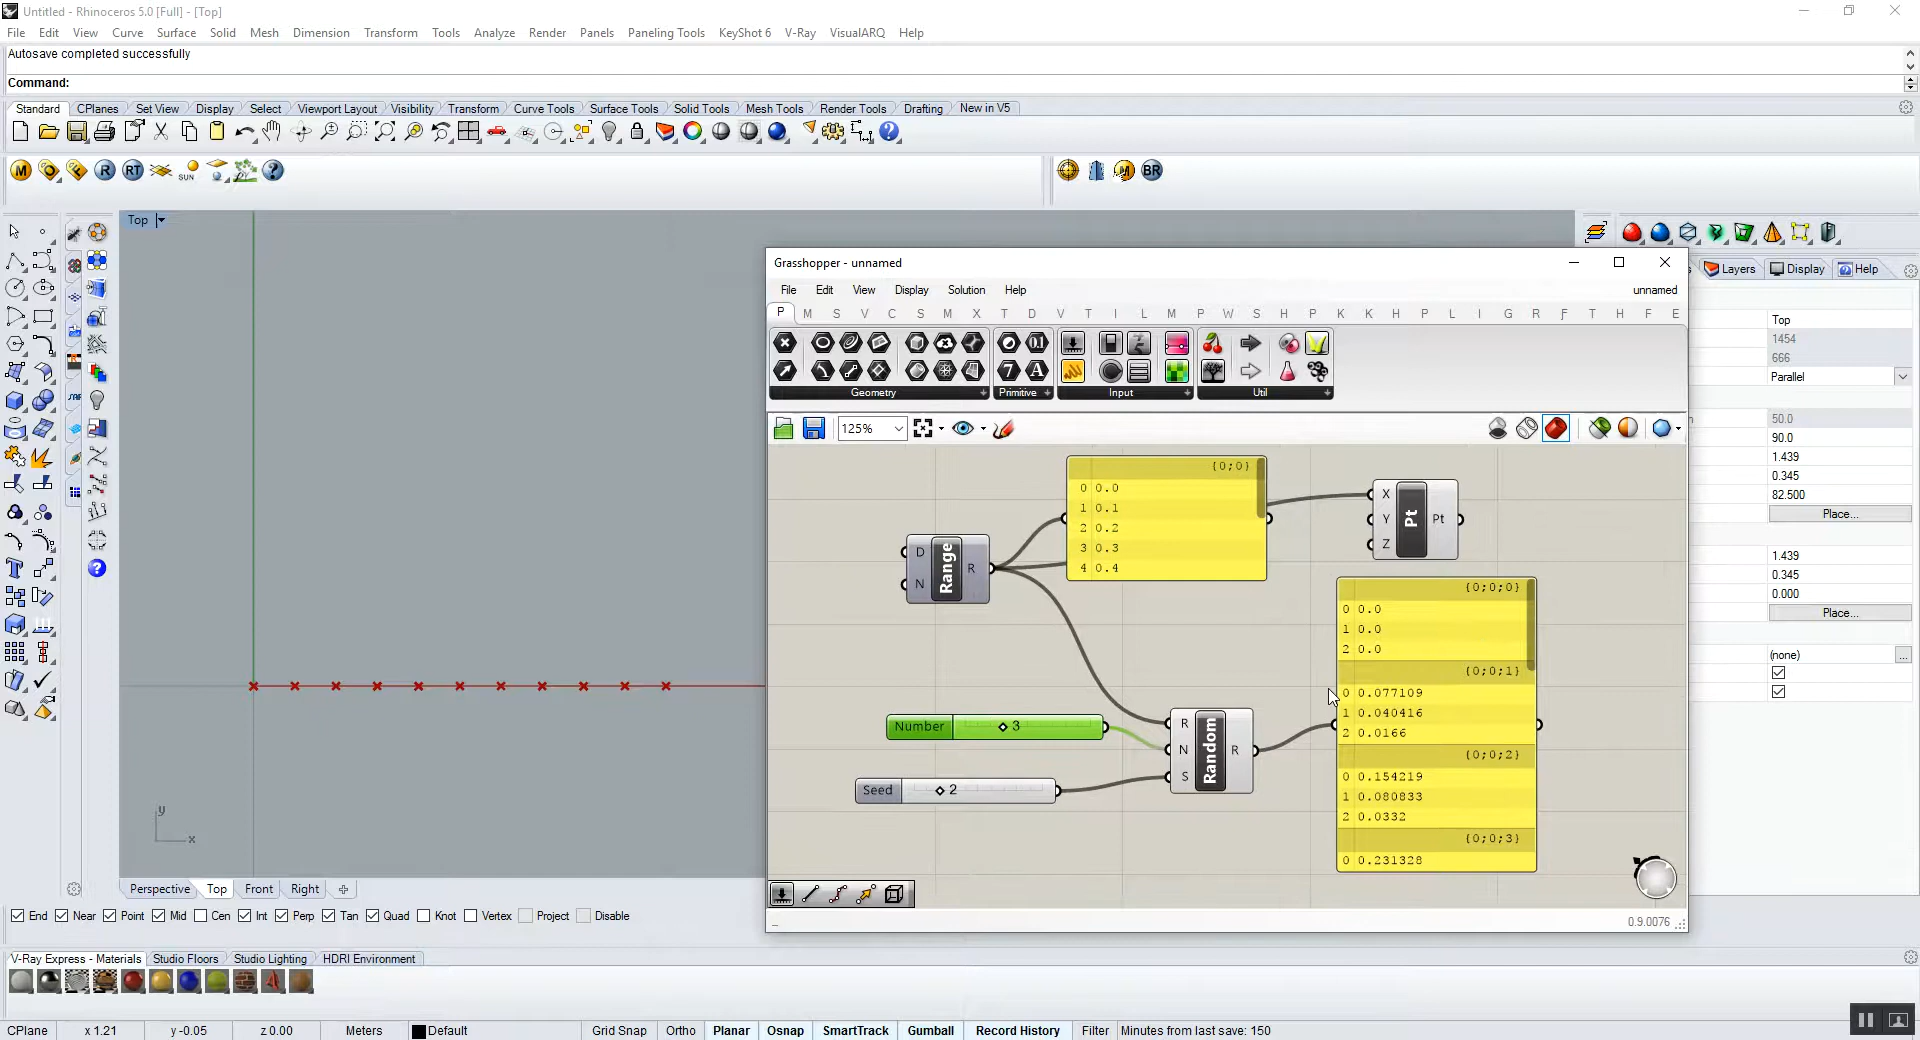 Untitled - Rhinoceros 5.0 [Full] - [Top]
File Edit View Curve Surface Solid Mesh Dimension Transform Tools Analyze Render Panels Paneling Tools KeyShot 6 V-Ray VisualARQ Help
Autosave completed successfully
Command:
Standard CPlanes Set View Display Select Viewport Layout Visibility Transform Curve Tools Surface Tools Solid Tools Mesh Tools Render Tools Drafting New in V5
M R RT SUN M BR
Top
Layers Display Help
Grasshopper - unnamed
File Edit View Display Solution Help unnamed
P M S V C S M X T D V T I L M P W S H P K K H P L I G R F T H F E
Top
1454
666
Parallel
Geometry Primitive Input Util
50.0
125%
90.0
1.439
0.345
82.500
Place...
1.439
0.345
0.000
Place...
(none) ...
{0;0}
0 0.0
1 0.1
2 0.2
3 0.3
4 0.4
X
Y Pt Pt
Z
D
Range R
N
{0;0;0}
0 0.0
1 0.0
2 0.0
{0;0;1}
0 0.077109
1 0.040416
2 0.0166
{0;0;2}
0 0.154219
1 0.080833
2 0.0332
{0;0;3}
0 0.231328
Number 3
Seed 2
R
N Random R
S
y
x
Perspective Top Front Right
End Near Point Mid Cen Int Perp Tan Quad Knot Vertex Project Disable
0.9.0076
V-Ray Express - Materials Studio Floors Studio Lighting HDRI Environment
CPlane x 1.21 y -0.05 z 0.00 Meters Default Grid Snap Ortho Planar Osnap SmartTrack Gumball Record History Filter Minutes from last save: 150